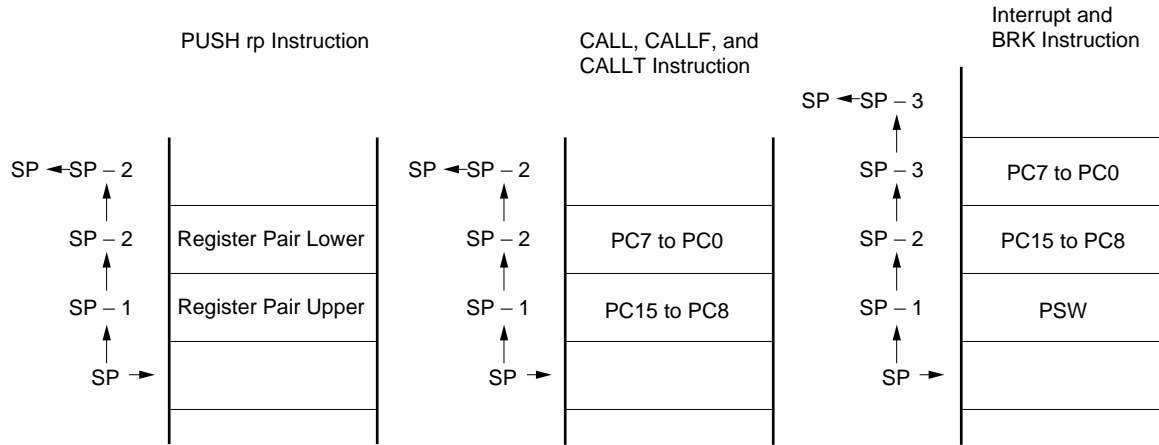 PUSH rp Instruction
SP ← SP – 2
SP – 2
Register Pair Lower
SP – 1
Register Pair Upper
SP
CALL, CALLF, and
CALLT Instruction
SP ← SP – 2
SP – 2
PC7 to PC0
SP – 1
PC15 to PC8
SP
Interrupt and
BRK Instruction
SP ← SP – 3
SP – 3
PC7 to PC0
SP – 2
PC15 to PC8
SP – 1
PSW
SP